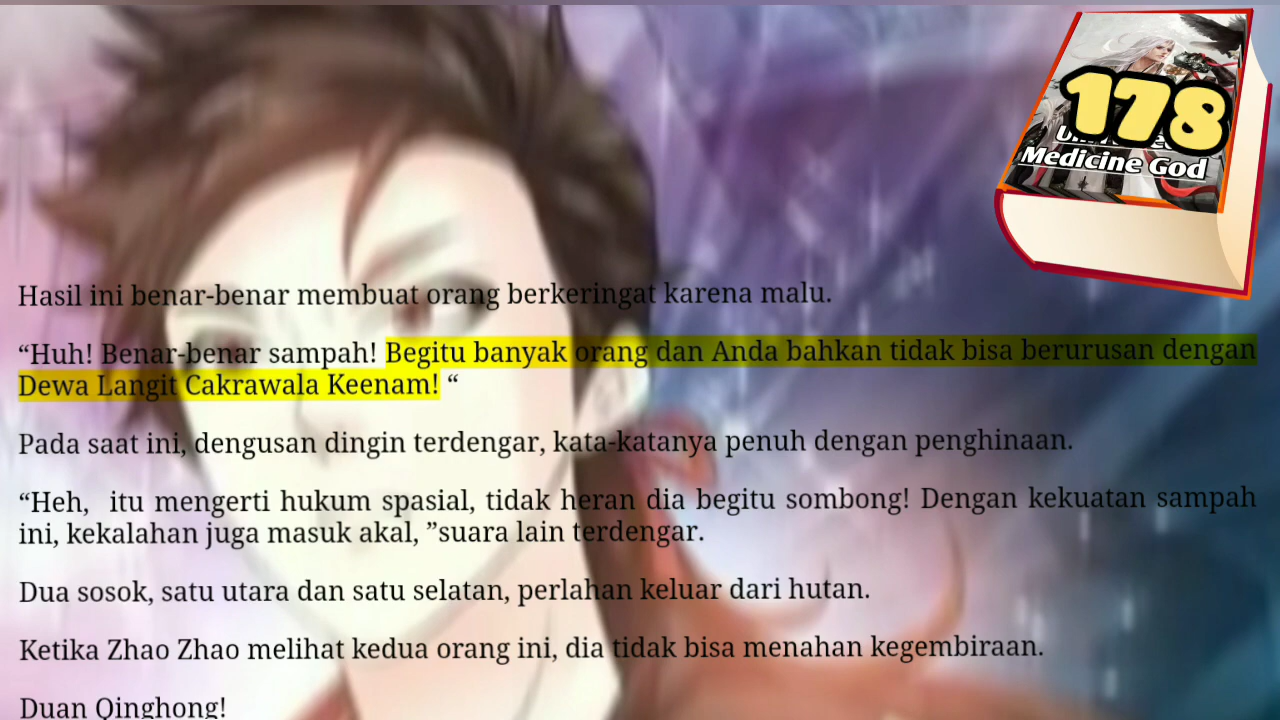 178
Medicine God
Hasil ini benar-benar membuat orang berkeringat karena malu.
“Huh! Benar-benar sampah! Begitu banyak orang dan Anda bahkan tidak bisa berurusan dengan
Dewa Langit Cakrawala Keenam! “
Pada saat ini, dengusan dingin terdengar, kata-katanya penuh dengan penghinaan.
“Heh,  itu mengerti hukum spasial, tidak heran dia begitu sombong! Dengan kekuatan sampah
ini, kekalahan juga masuk akal, ”suara lain terdengar.
Dua sosok, satu utara dan satu selatan, perlahan keluar dari hutan.
Ketika Zhao Zhao melihat kedua orang ini, dia tidak bisa menahan kegembiraan.
Duan Qinghong!